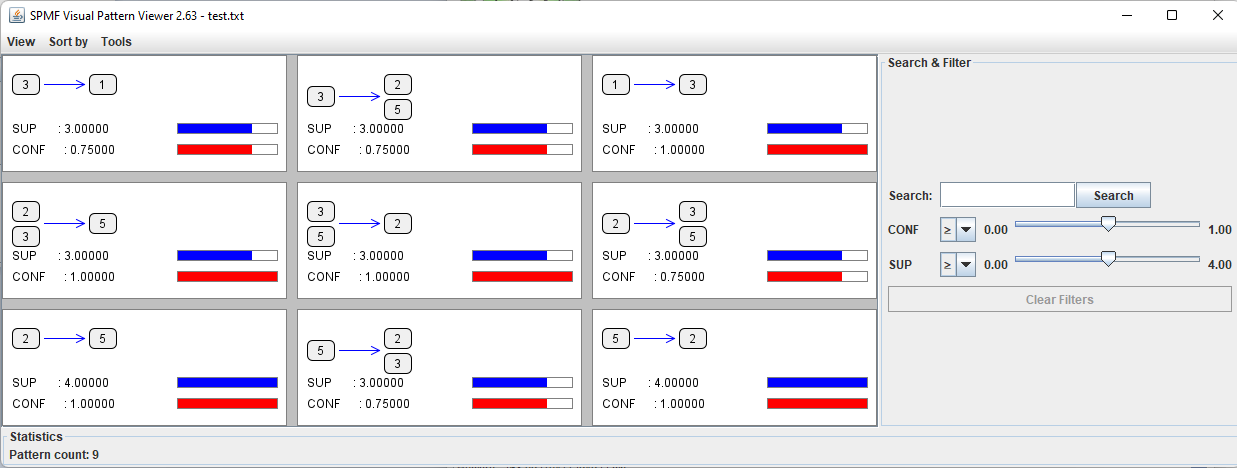 SPMF Visual Pattern Viewer 2.63 - test.txt
View Sort by Tools
3 1
SUP : 3.00000
CONF : 0.75000
3 2 5
SUP : 3.00000
CONF : 0.75000
1 3
SUP : 3.00000
CONF : 1.00000
2 3 5
SUP : 3.00000
CONF : 1.00000
3 5 2
SUP : 3.00000
CONF : 1.00000
2 3 5
SUP : 3.00000
CONF : 0.75000
2 5
SUP : 4.00000
CONF : 1.00000
5 2 3
SUP : 3.00000
CONF : 0.75000
5 2
SUP : 4.00000
CONF : 1.00000
Search & Filter
Search: Search
CONF ≥ 0.00 1.00
SUP ≥ 0.00 4.00
Clear Filters
Statistics
Pattern count: 9